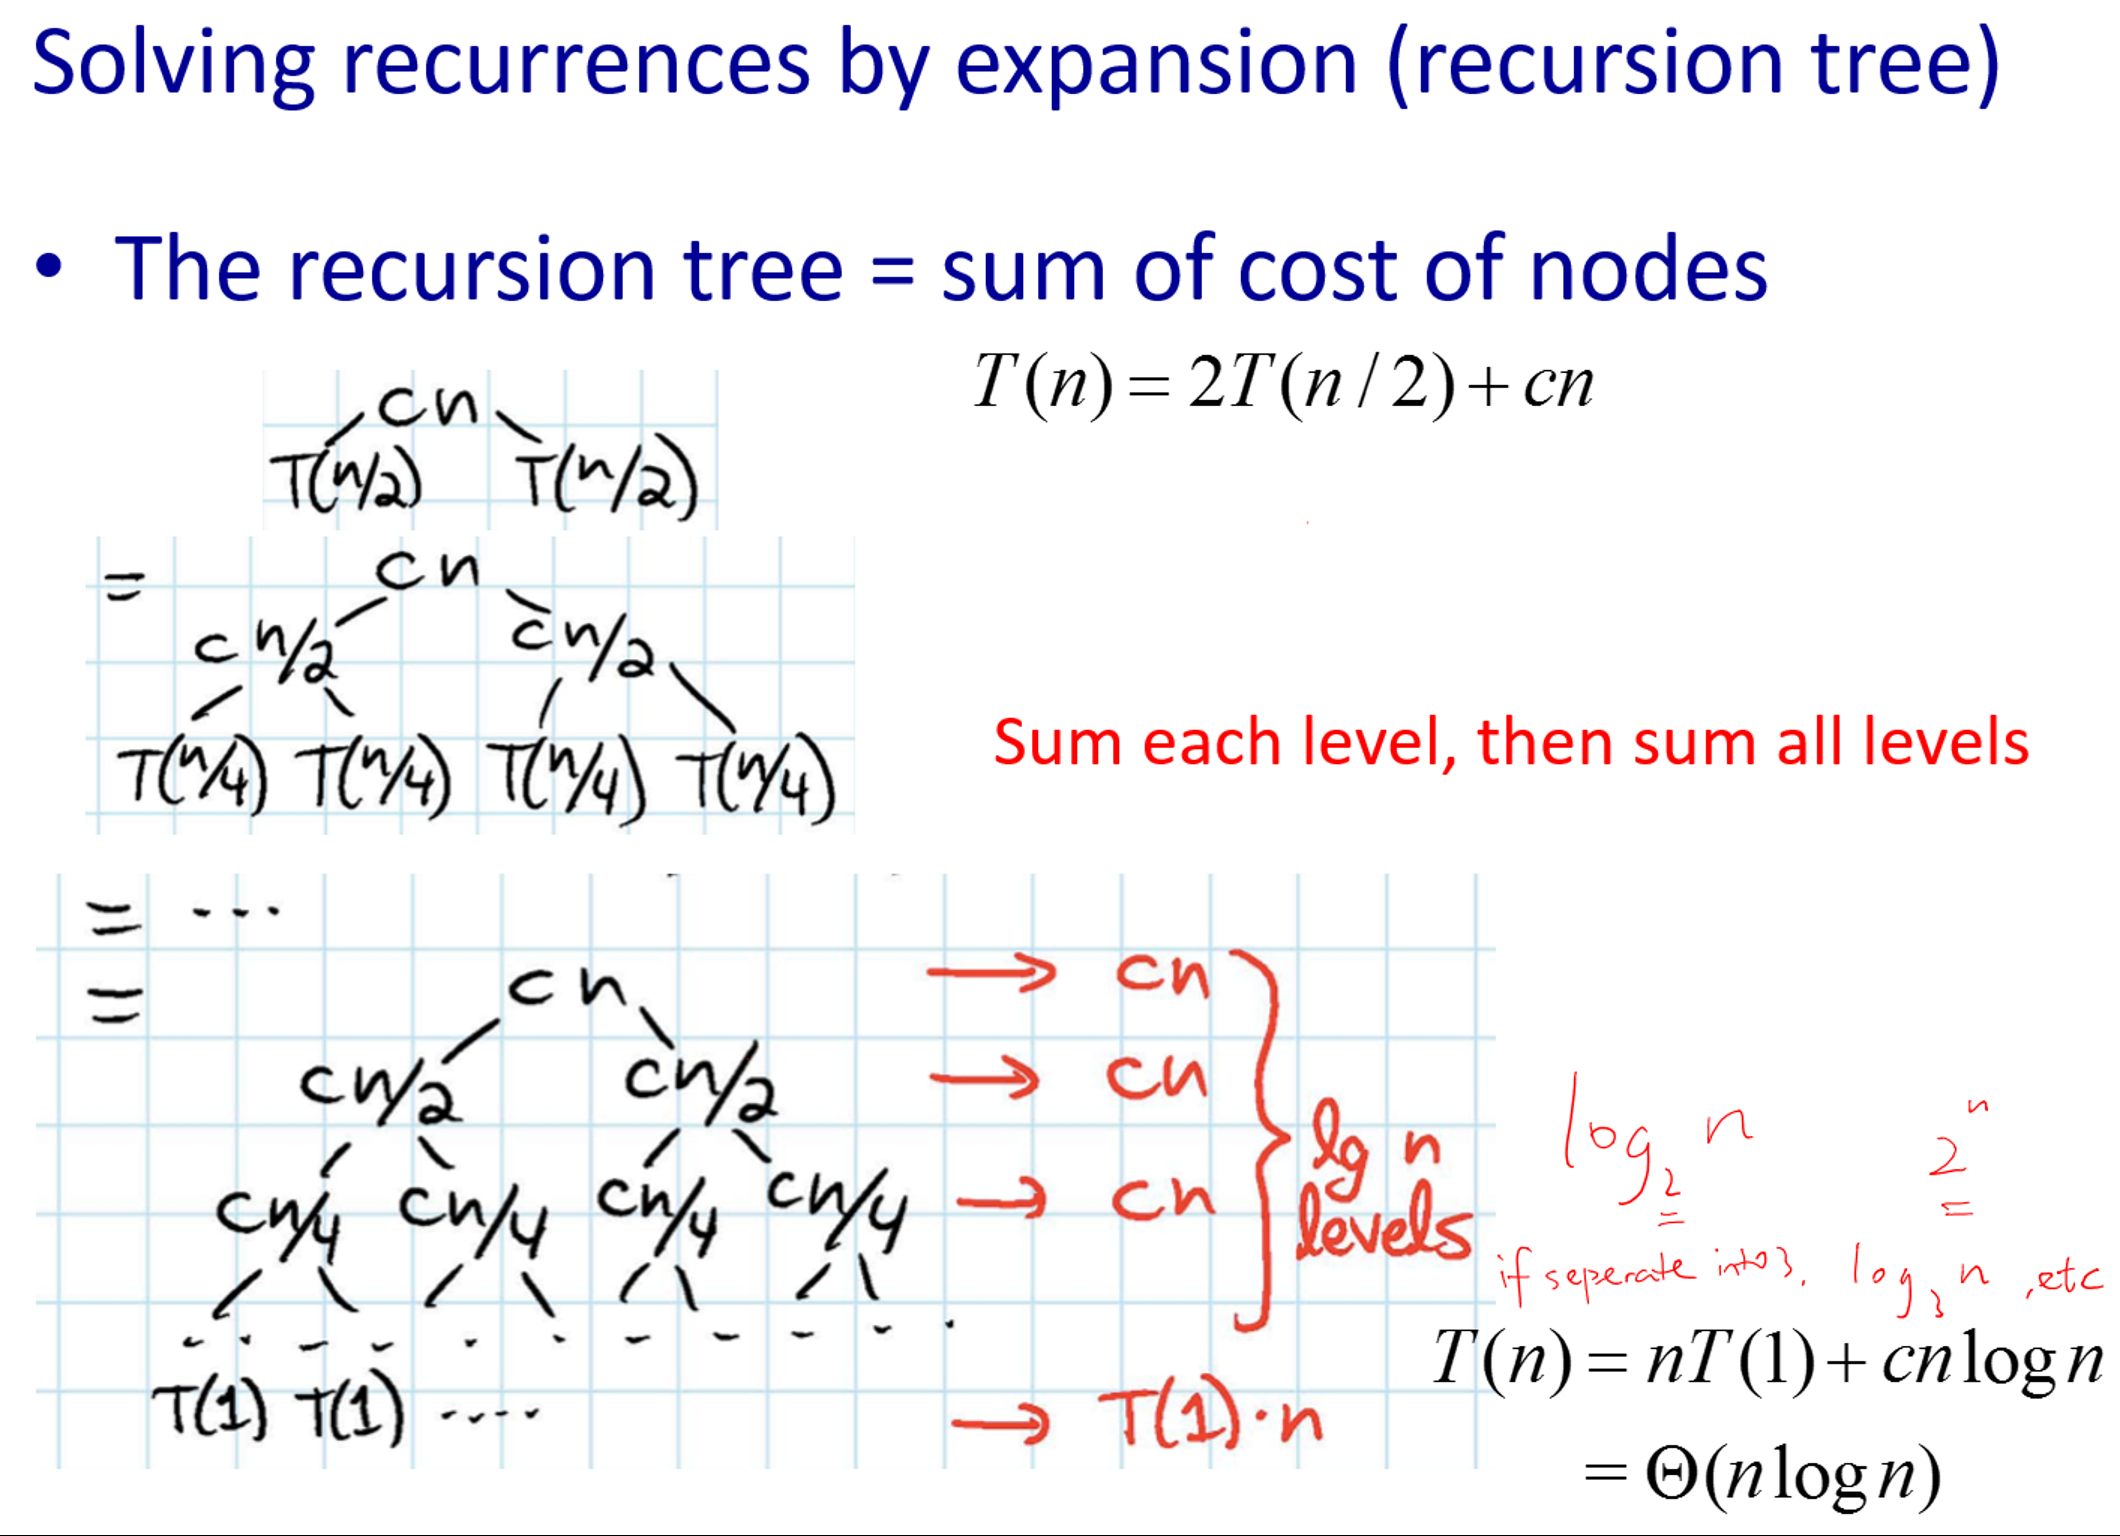 Solving recurrences by expansion (recursion tree)
• The recursion tree = sum of cost of nodes
T(n) = 2T(n/2) + cn
cn
T(n/2) T(n/2)
= cn
cn/2 cn/2
T(n/4) T(n/4) T(n/4) T(n/4)
Sum each level, then sum all levels
= ...
= cn → cn
cn/2 cn/2 → cn
cn/4 cn/4 cn/4 cn/4 → cn
lg n
levels
log₂ n 2ⁿ
if seperate into 3, log₃ n, etc
T(1) T(1) .... → T(1)·n
T(n) = nT(1) + cn log n
= Θ(n log n)